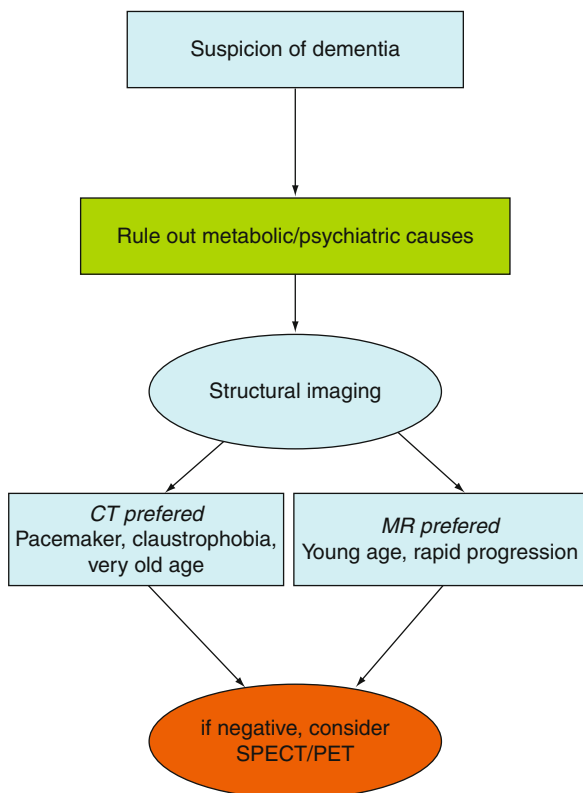 Suspicion of dementia
Rule out metabolic/psychiatric causes
Structural imaging
CT prefered
Pacemaker, claustrophobia,
very old age
MR prefered
Young age, rapid progression
if negative, consider
SPECT/PET